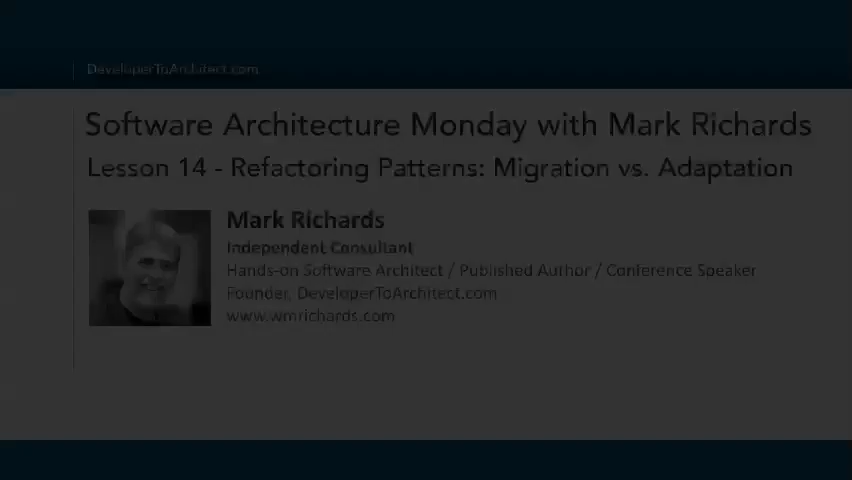 DeveloperToArchitect.com
Software Architecture Monday with Mark Richards
Lesson 14 - Refactoring Patterns: Migration vs. Adaptation
Mark Richards
Independent Consultant
Hands-on Software Architect / Published Author / Conference Speaker
Founder, DeveloperToArchitect.com
www.wmrichards.com